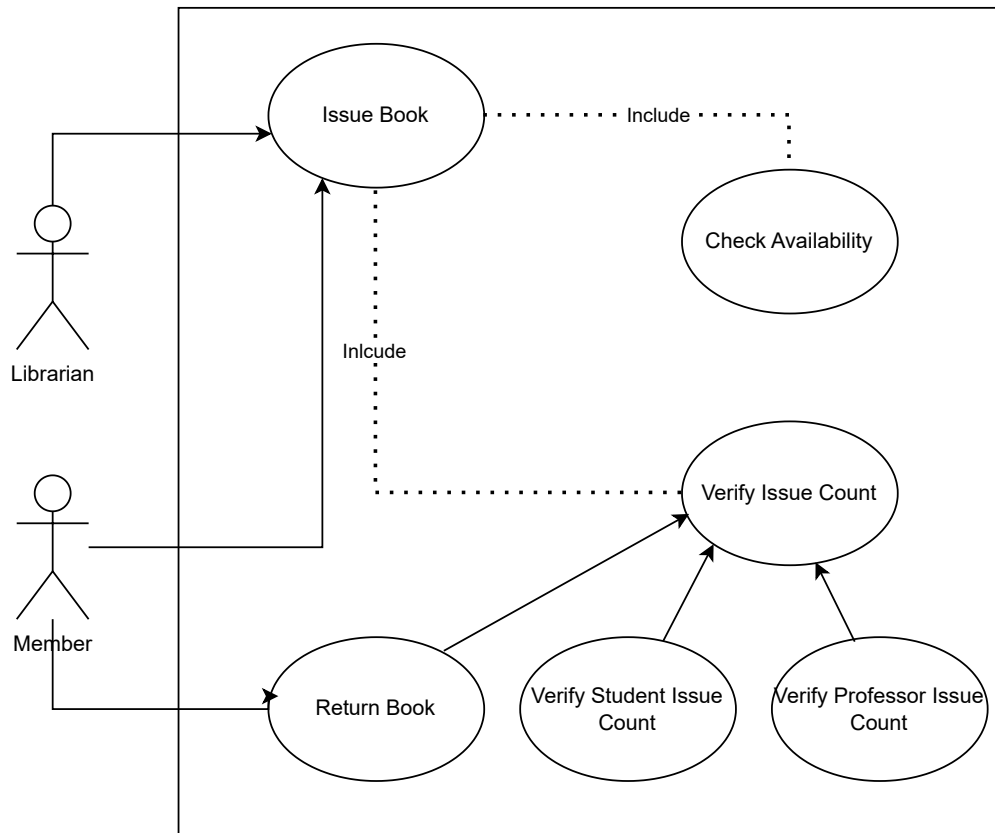 Issue Book
Include
Check Availability
Librarian
Inlcude
Verify Issue Count
Member
Return Book
Verify Student Issue
Count
Verify Professor Issue
Count